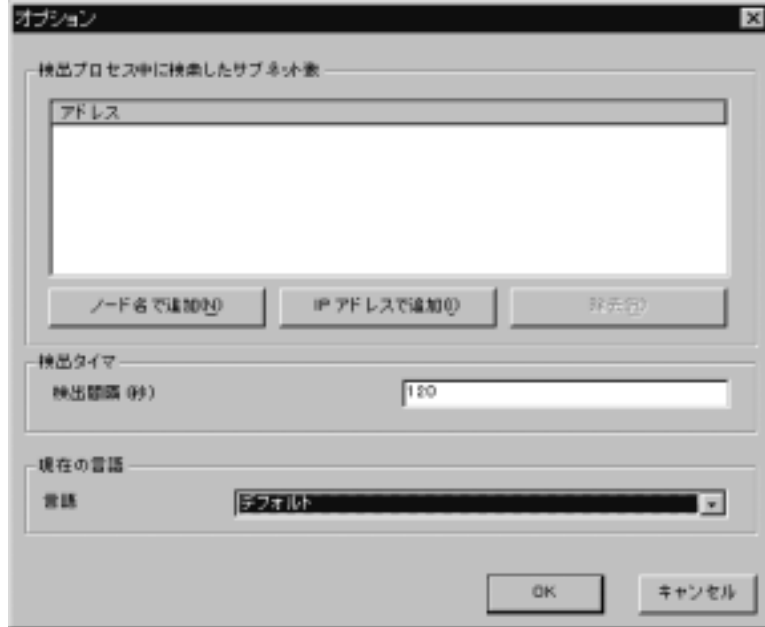 オプション
検出プロセス中に検索したサブネット数
アドレス
ノード名で追加(N)
IP アドレスで追加(I)
除去(R)
検出タイマ
検出間隔 (秒)
120
現在の言語
言語
デフォルト
OK
キャンセル